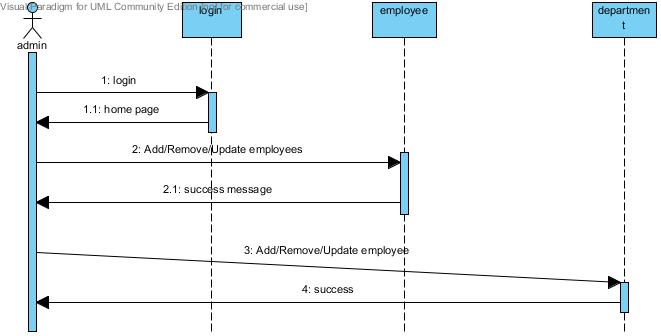 Visual Paradigm for UML Community Edition [not for commercial use]
login
employee
departmen
t
admin
1: login
1.1: home page
2: Add/Remove/Update employees
2.1: success message
3: Add/Remove/Update employee
4: success